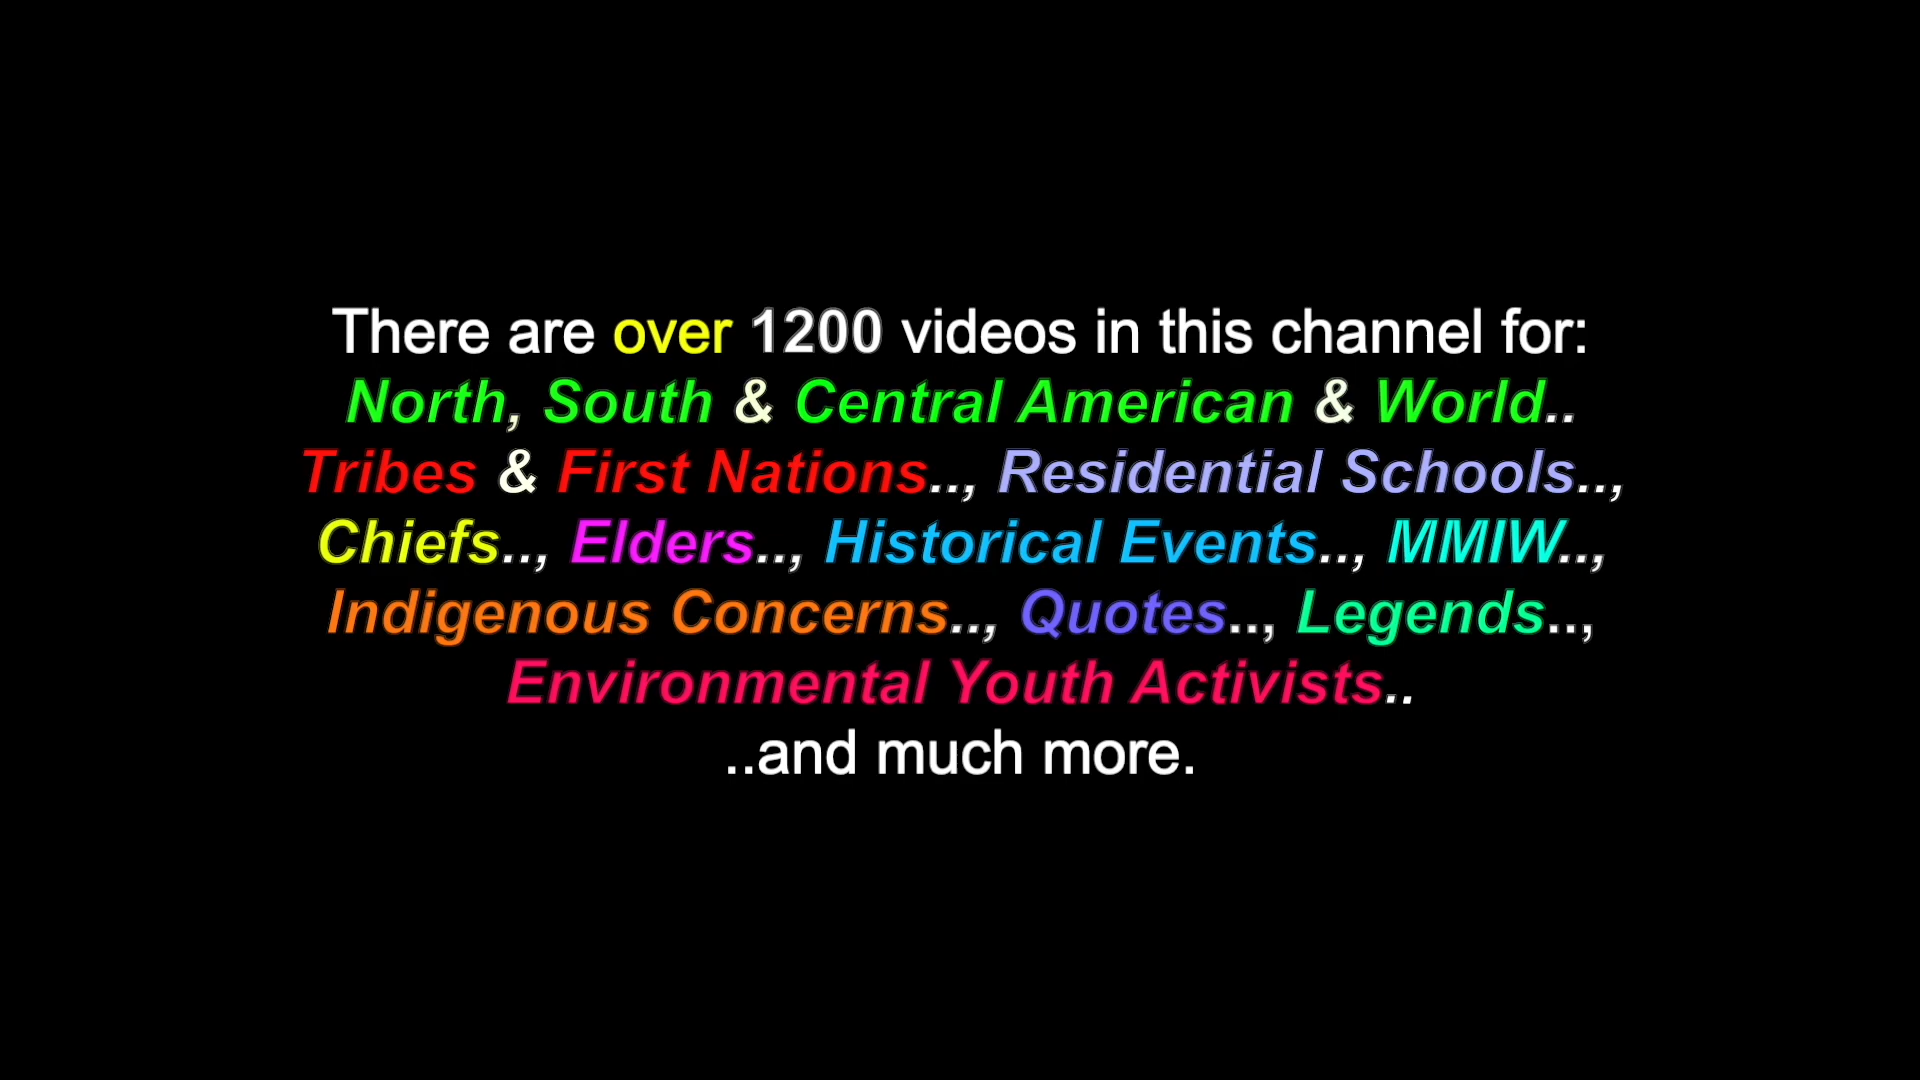 There are over 1200 videos in this channel for:
North, South & Central American & World..
Tribes & First Nations.., Residential Schools..,
Chiefs.., Elders.., Historical Events.., MMIW..,
Indigenous Concerns.., Quotes.., Legends..,
Environmental Youth Activists..
..and much more.